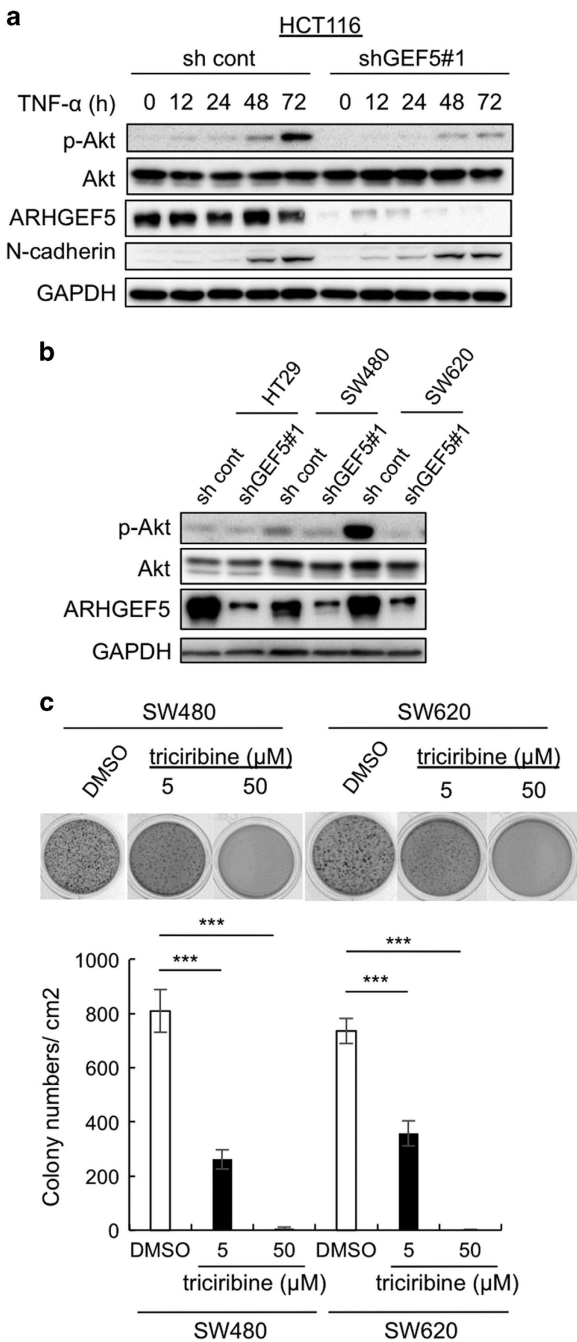 a
HCT116
sh cont shGEF5#1
TNF-α (h) 0 12 24 48 72 0 12 24 48 72
p-Akt
Akt
ARHGEF5
N-cadherin
GAPDH
b
HT29 SW480 SW620
sh cont shGEF5#1 sh cont shGEF5#1 sh cont shGEF5#1
p-Akt
Akt
ARHGEF5
GAPDH
c
SW480 SW620
DMSO triciribine (μM) DMSO triciribine (μM)
5 50 5 50
*** ***
*** ***
Colony numbers/ cm2
1000
800
600
400
200
0
DMSO 5 50 DMSO 5 50
triciribine (μM) triciribine (μM)
SW480 SW620